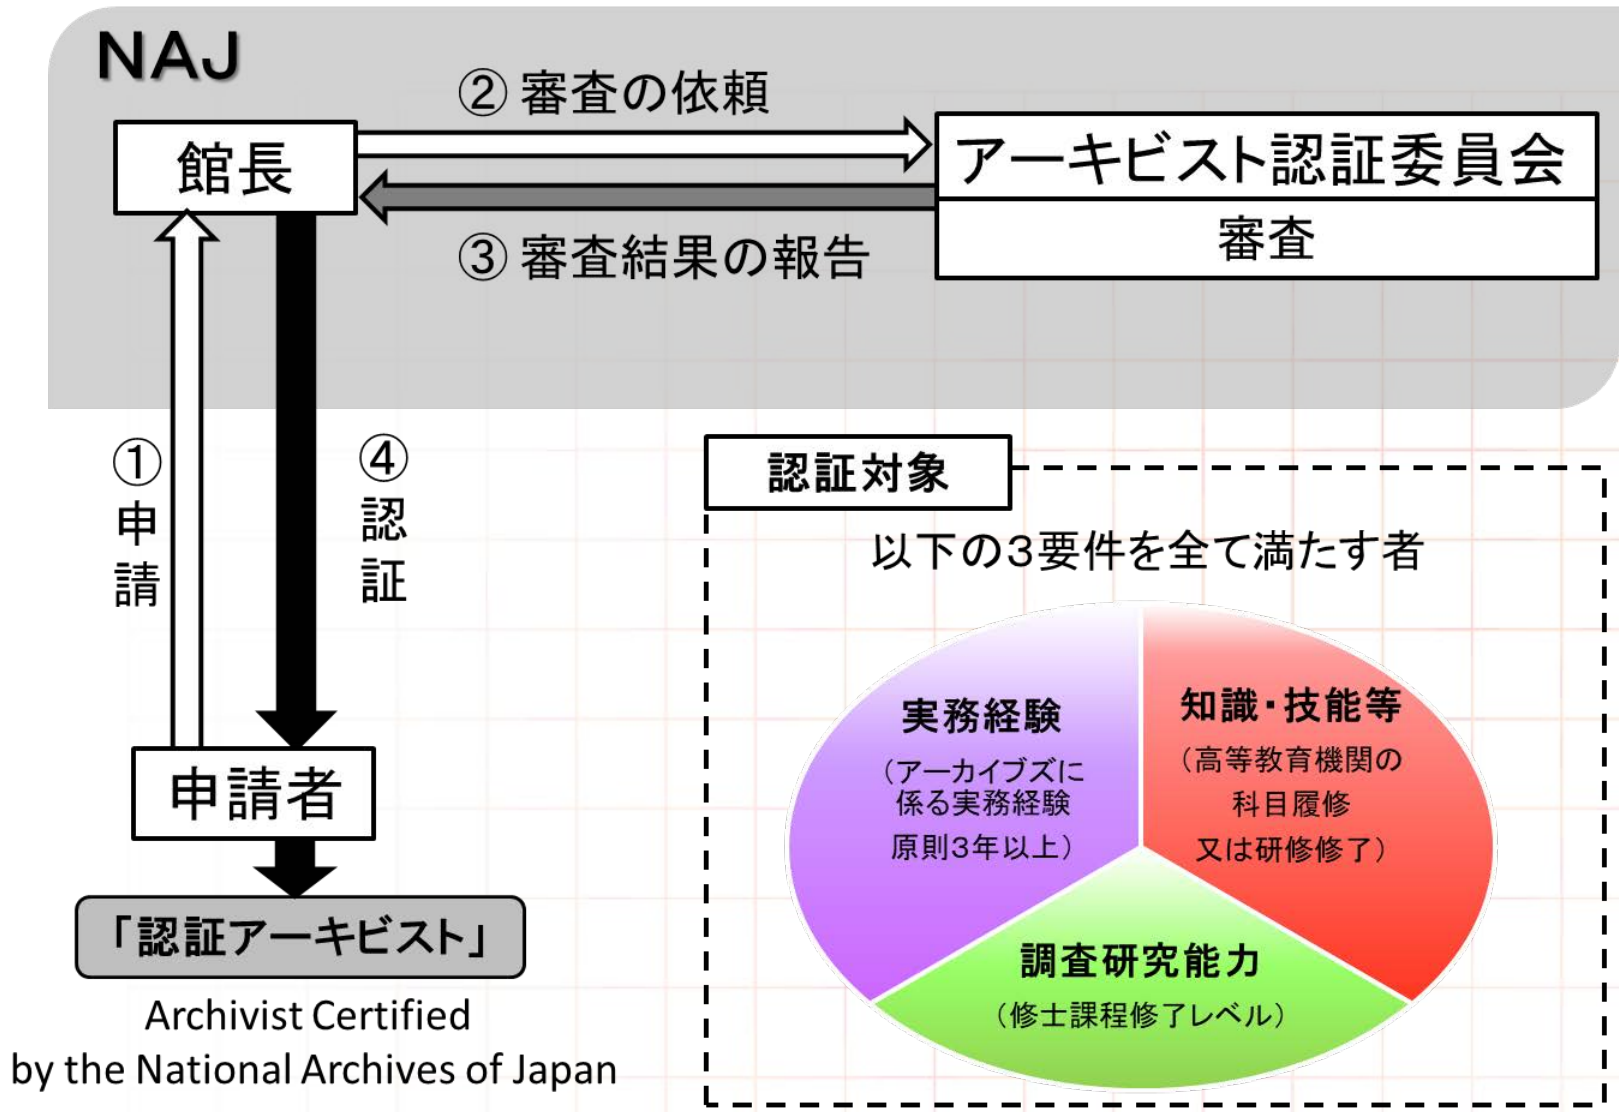 NAJ
② 審査の依頼
館長
アーキビスト認証委員会
審査
③ 審査結果の報告
①申請
④認証
申請者
「認証アーキビスト」
Archivist Certified
by the National Archives of Japan
認証対象
以下の3要件を全て満たす者
実務経験
（アーカイブズに
係る実務経験
原則3年以上）
知識・技能等
（高等教育機関の
科目履修
又は研修修了）
調査研究能力
（修士課程修了レベル）